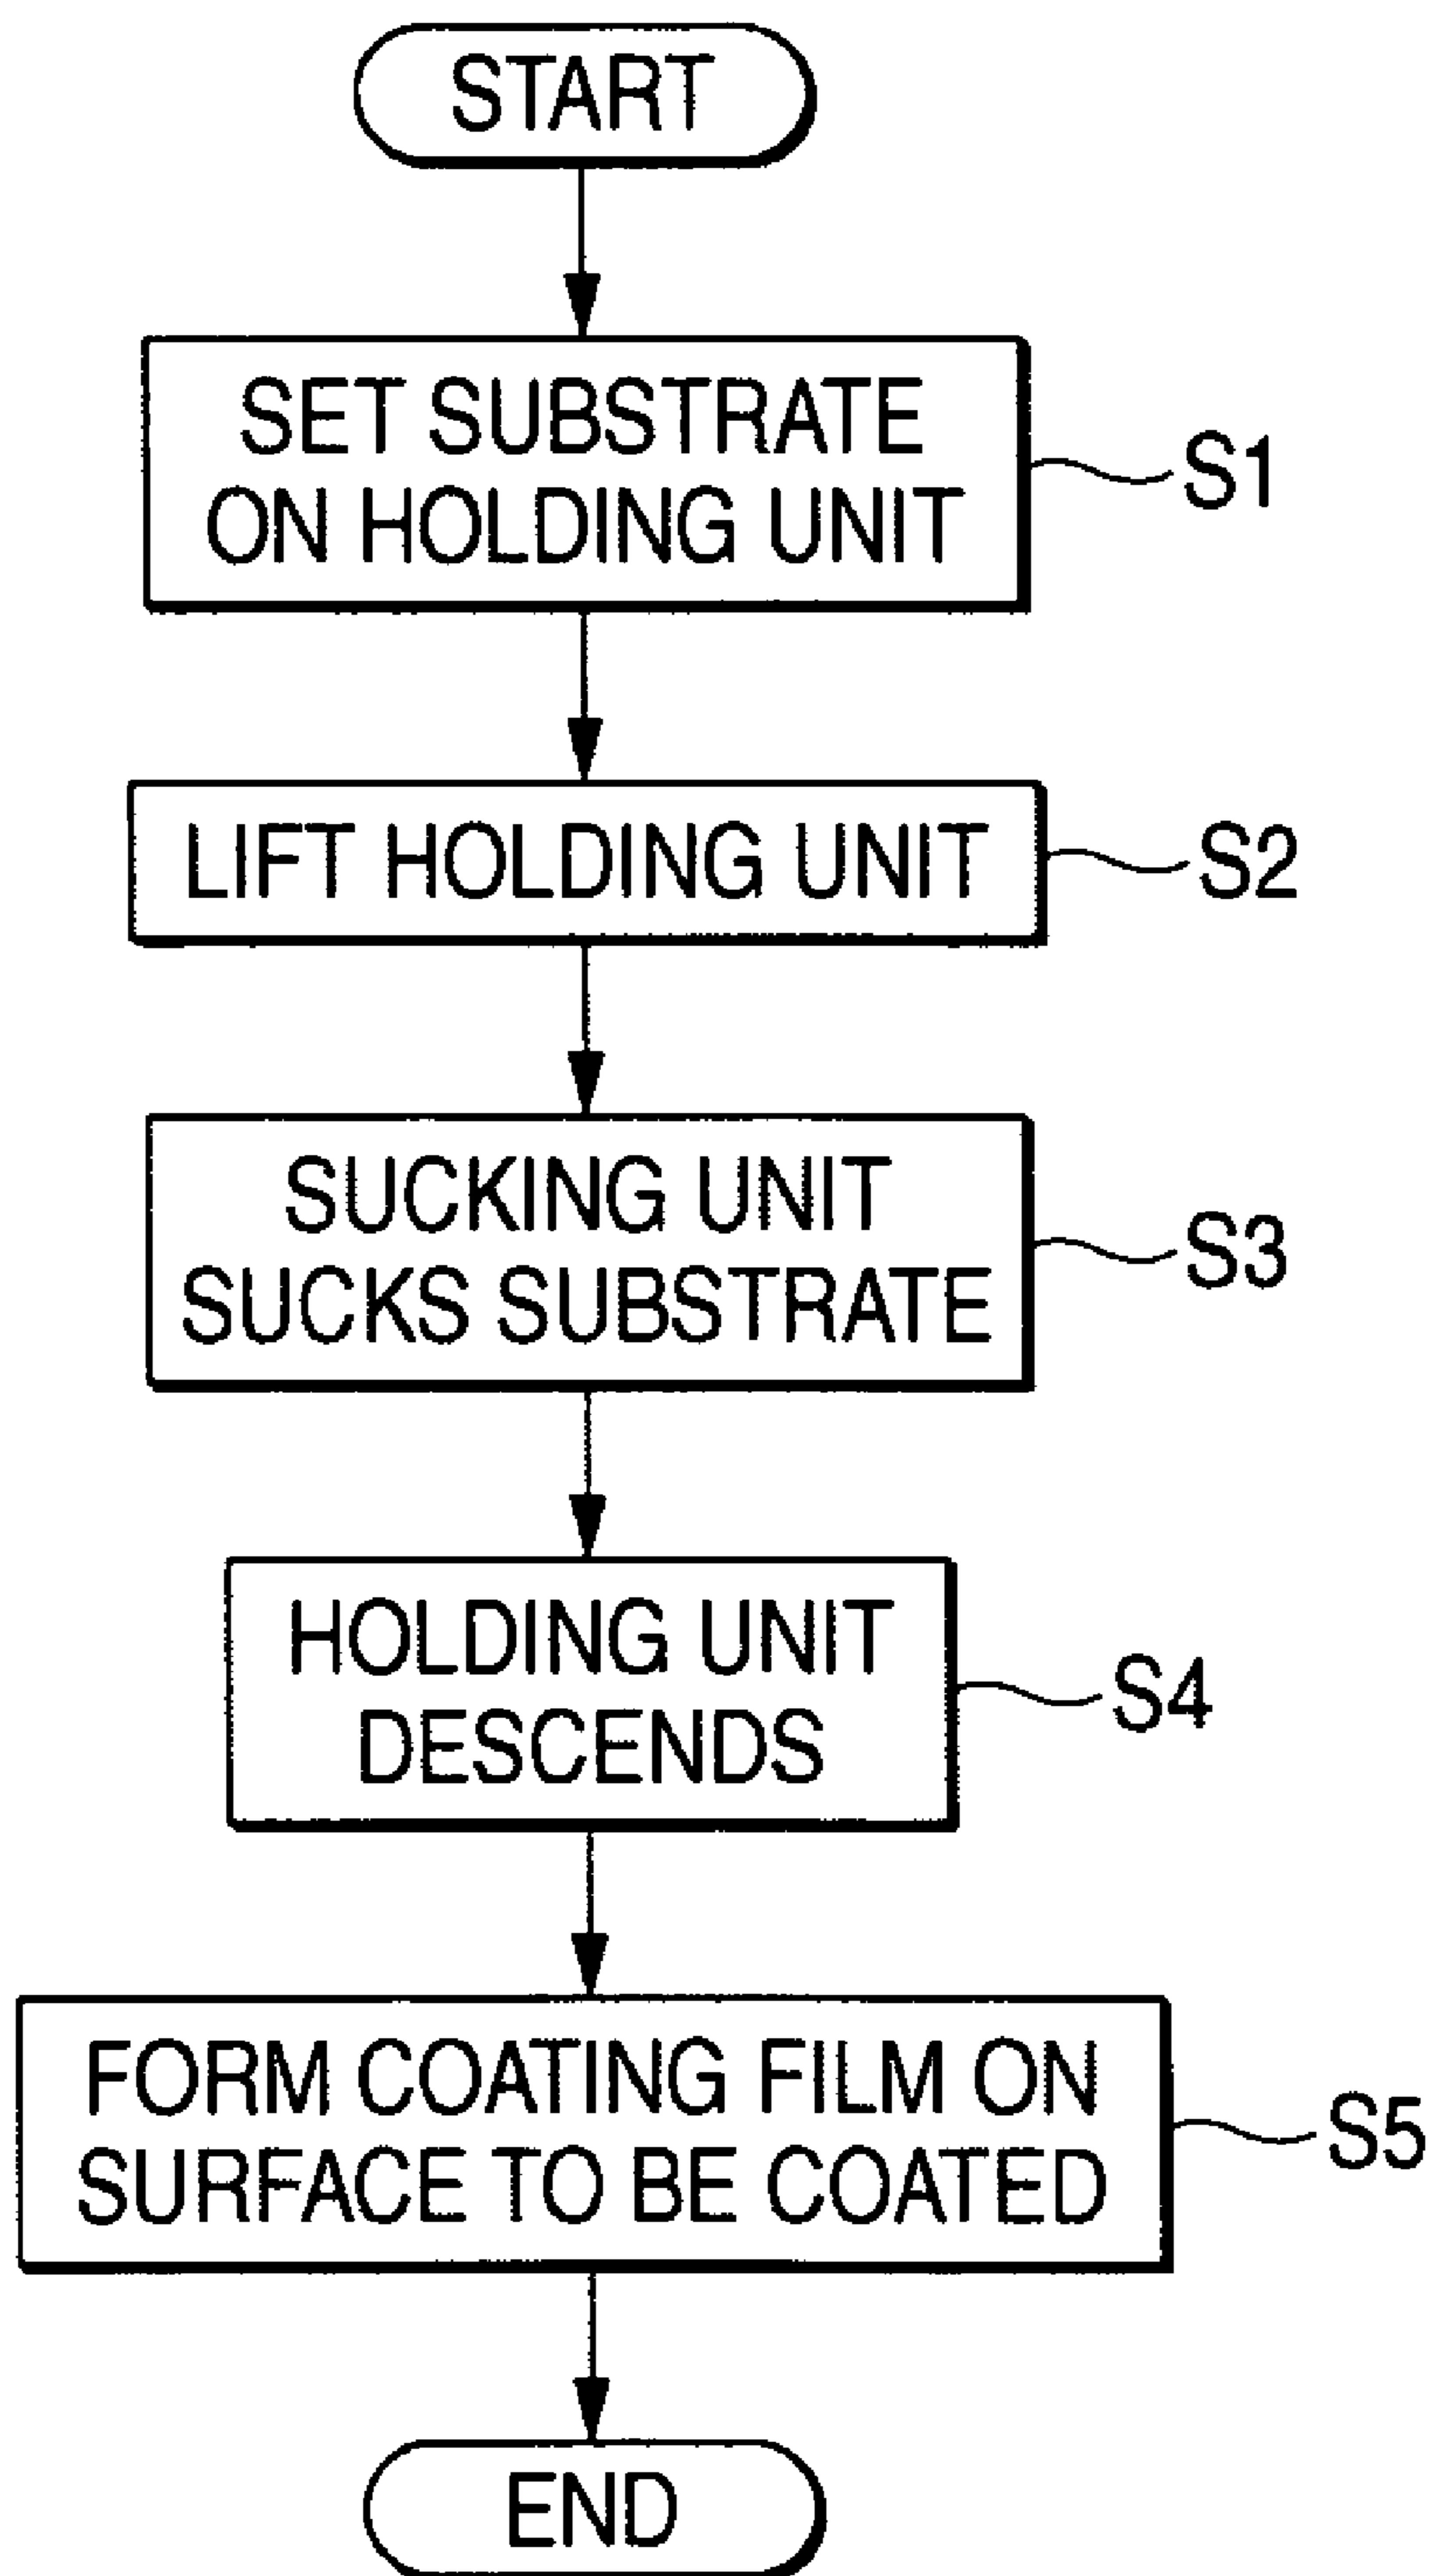 START
SET SUBSTRATE
ON HOLDING UNIT
S1
LIFT HOLDING UNIT
S2
SUCKING UNIT
SUCKS SUBSTRATE
S3
HOLDING UNIT
DESCENDS
S4
FORM COATING FILM ON
SURFACE TO BE COATED
S5
END